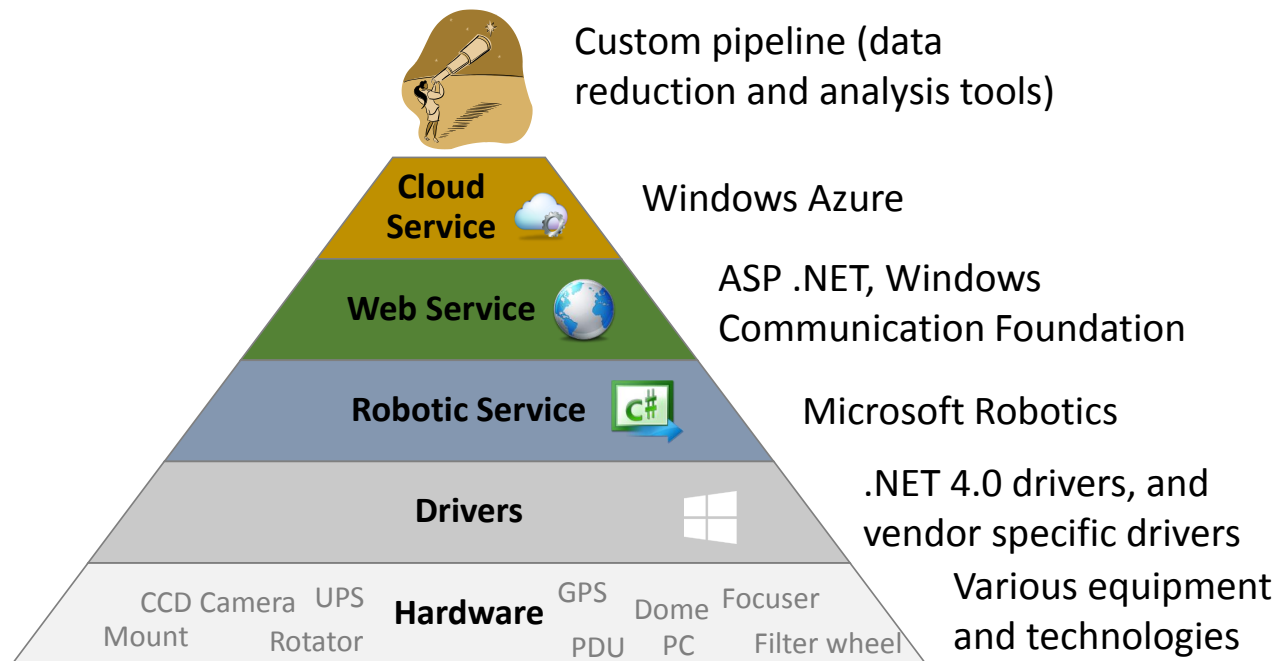 Custom pipeline (data
reduction and analysis tools)
Cloud
Service
Windows Azure
Web Service
ASP .NET, Windows
Communication Foundation
Robotic Service
C#
Microsoft Robotics
Drivers
.NET 4.0 drivers, and
vendor specific drivers
Hardware
CCD Camera
UPS
GPS
Dome
Focuser
Mount
Rotator
PDU
PC
Filter wheel
Various equipment
and technologies